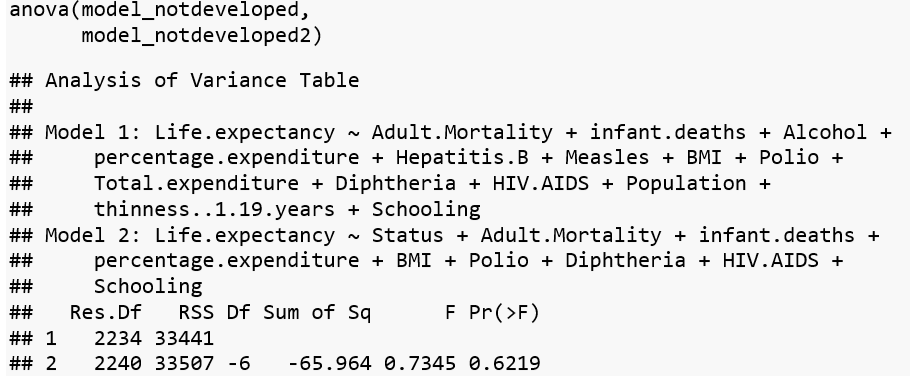 anova(model_notdeveloped,
      model_notdeveloped2)
## Analysis of Variance Table
##
## Model 1: Life.expectancy ~ Adult.Mortality + infant.deaths + Alcohol +
##     percentage.expenditure + Hepatitis.B + Measles + BMI + Polio +
##     Total.expenditure + Diphtheria + HIV.AIDS + Population +
##     thinness..1.19.years + Schooling
## Model 2: Life.expectancy ~ Status + Adult.Mortality + infant.deaths +
##     percentage.expenditure + BMI + Polio + Diphtheria + HIV.AIDS +
##     Schooling
##   Res.Df   RSS Df Sum of Sq      F Pr(>F)
## 1   2234 33441
## 2   2240 33507 -6   -65.964 0.7345 0.6219